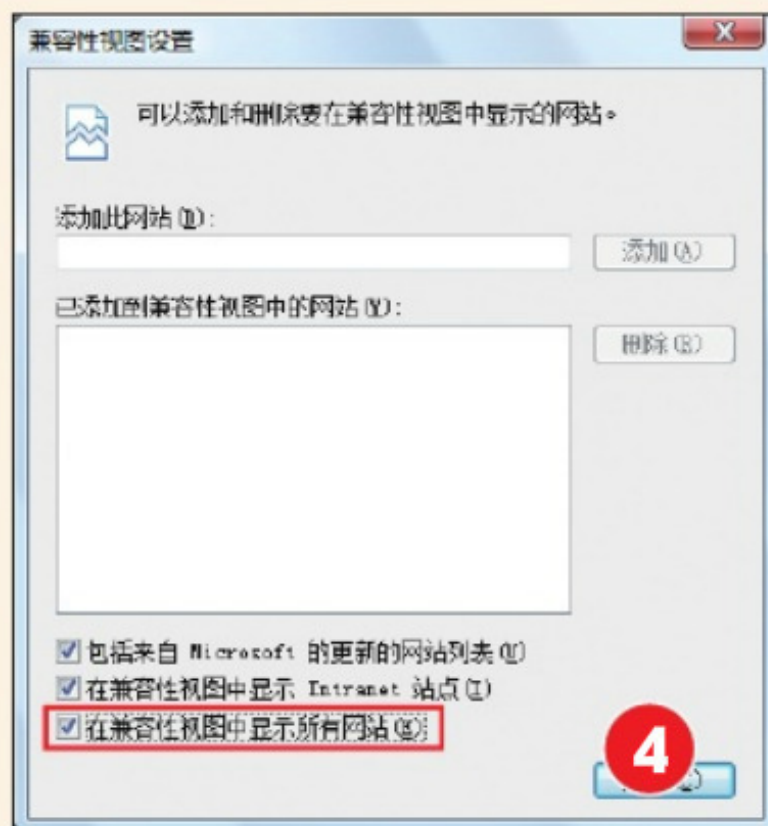 兼容性视图设置
可以添加和删除要在兼容性视图中显示的网站。
添加此网站(D):
添加(A)
已添加到兼容性视图中的网站(Y):
删除(R)
包括来自 Microsoft 的更新的网站列表(U)
在兼容性视图中显示 Intranet 站点(I)
在兼容性视图中显示所有网站(E)
4